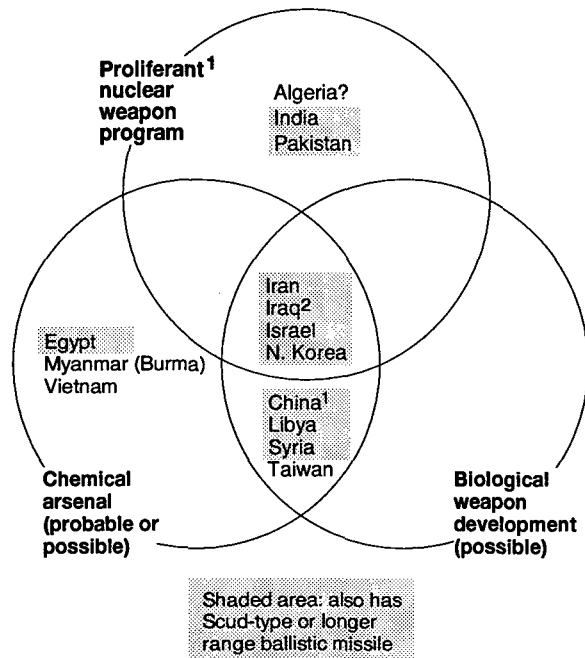 Proliferant¹
nuclear
weapon
program
Algeria?
India
Pakistan
Iran
Iraq²
Israel
N. Korea
Egypt
Myanmar (Burma)
Vietnam
China¹
Libya
Syria
Taiwan
Chemical
arsenal
(probable or
possible)
Biological
weapon
development
(possible)
Shaded area: also has
Scud-type or longer
range ballistic missile